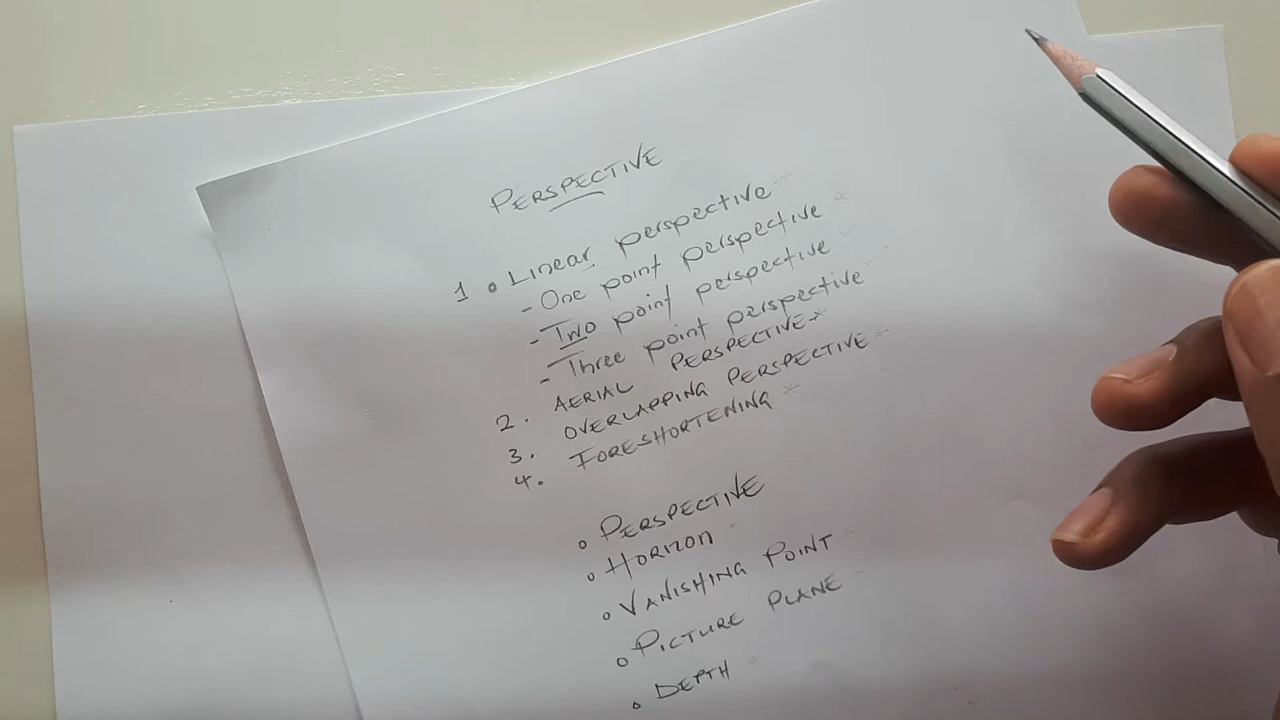 PERSPECTIVE
1 • Linear perspective *
- One point perspective *
- Two point perspective
- Three point perspective
2. AERIAL PERSPECTIVE *
3. OVERLAPPING PERSPECTIVE *
4. FORESHORTENING *
• PERSPECTIVE
• HORIZON
• VANISHING POINT
• PICTURE PLANE
• DEPTH